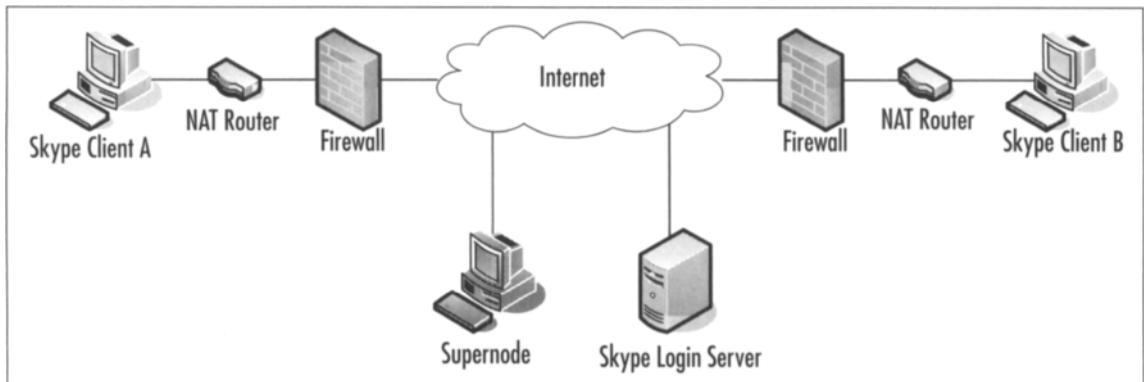 Internet
Skype Client A
NAT Router
Firewall
Firewall
NAT Router
Skype Client B
Supernode
Skype Login Server